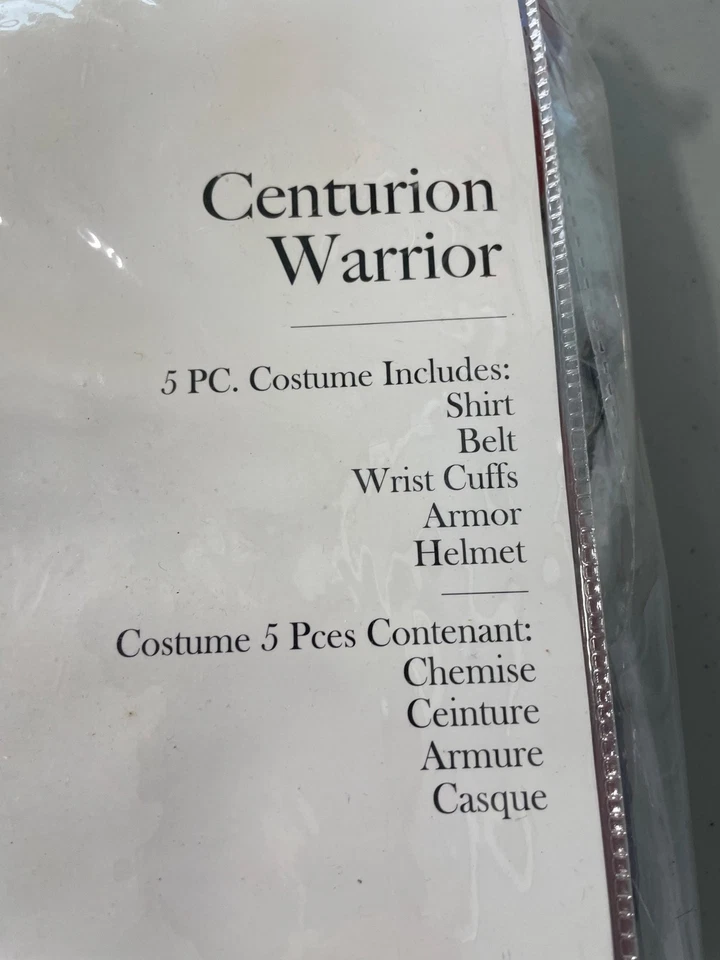 Centurion
Warrior
5 PC. Costume Includes:
Shirt
Belt
Wrist Cuffs
Armor
Helmet
Costume 5 Pces Contenant:
Chemise
Ceinture
Armure
Casque